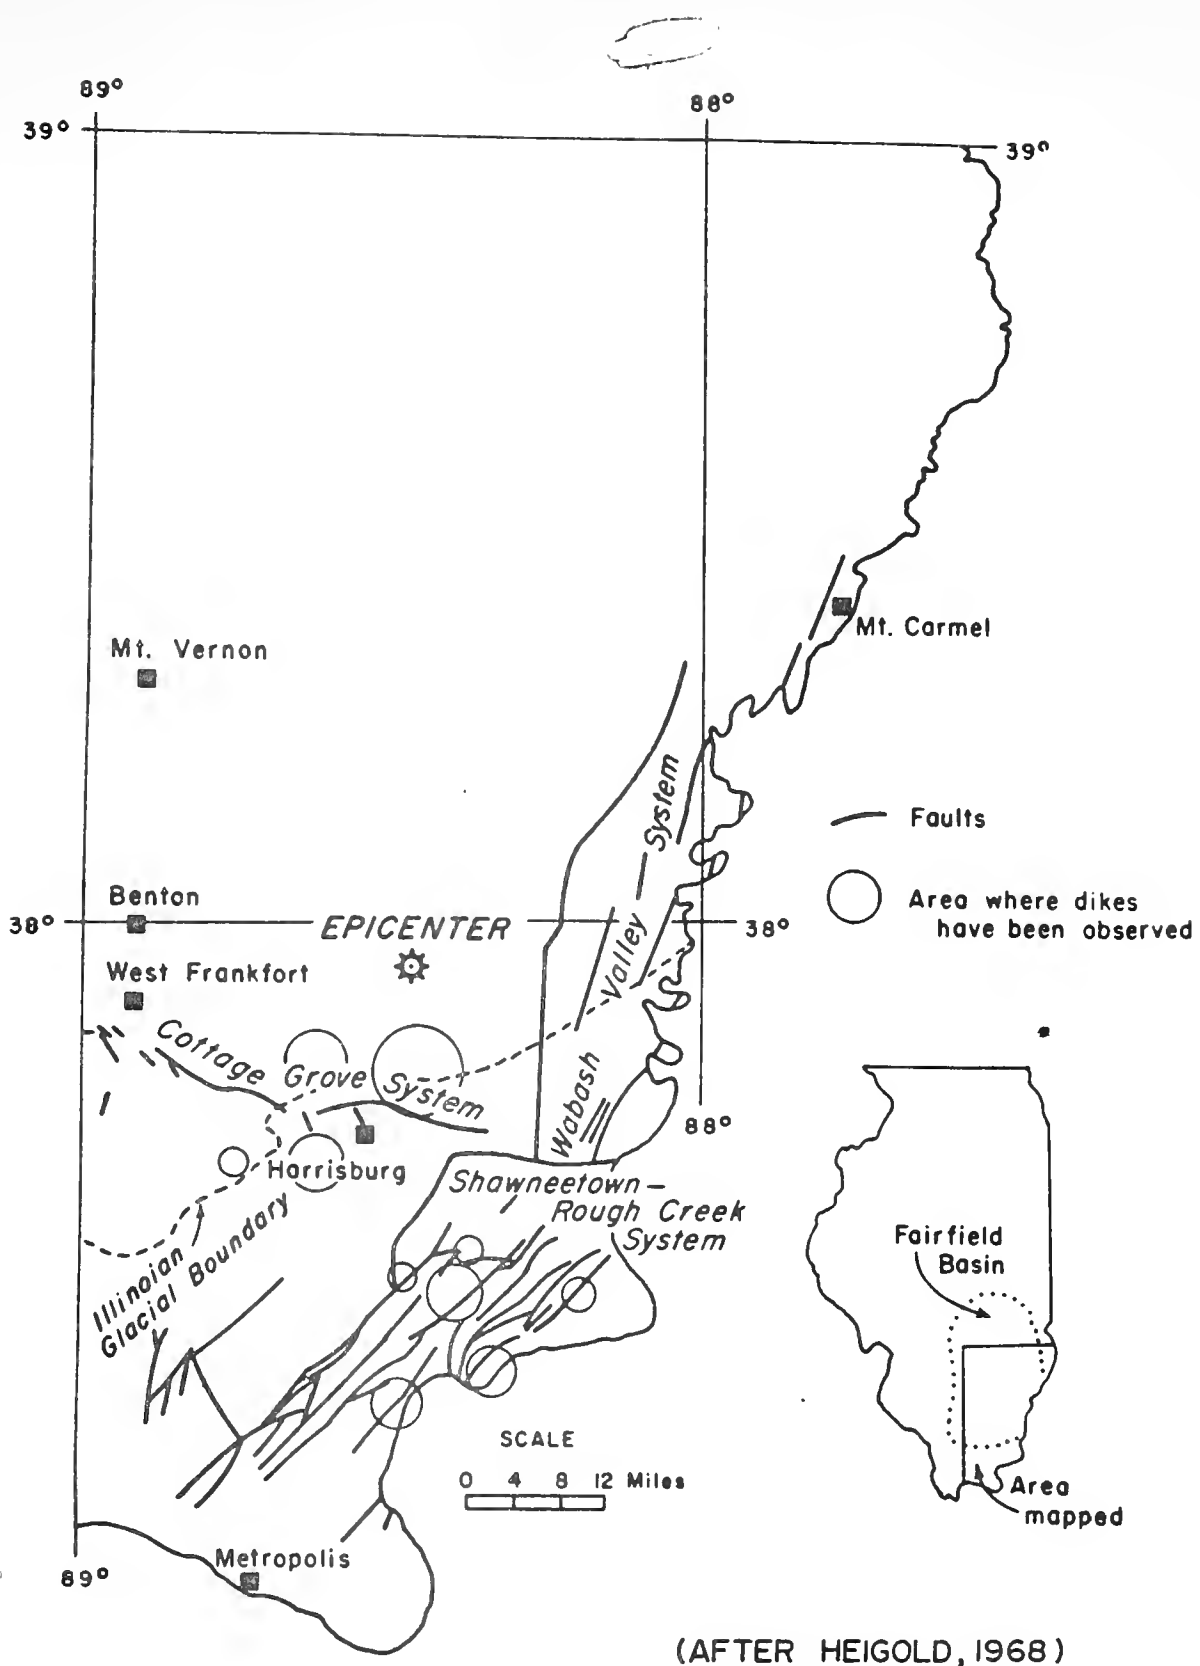 89°
88°
39°
39°
Mt. Carmel
Mt. Vernon
System
Faults
Benton
Area where dikes
have been observed
38°
EPICENTER
38°
Valley
West Frankfort
Cottage
Grove
System
Wabash
88°
Harrisburg
Shawneetown-
Rough Creek
System
Illinoian
Glacial Boundary
Fairfield
Basin
SCALE
0 4 8 12 Miles
Area
mapped
Metropolis
89°
(AFTER HEIGOLD, 1968)